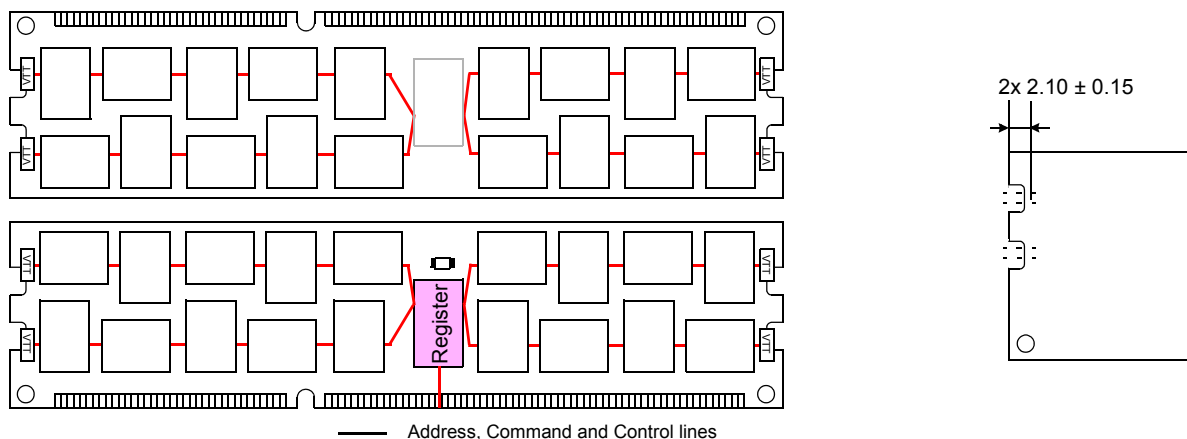 VTT
VTT
VTT
VTT
2x 2.10 ± 0.15
VTT
VTT
Register
VTT
VTT
Address, Command and Control lines